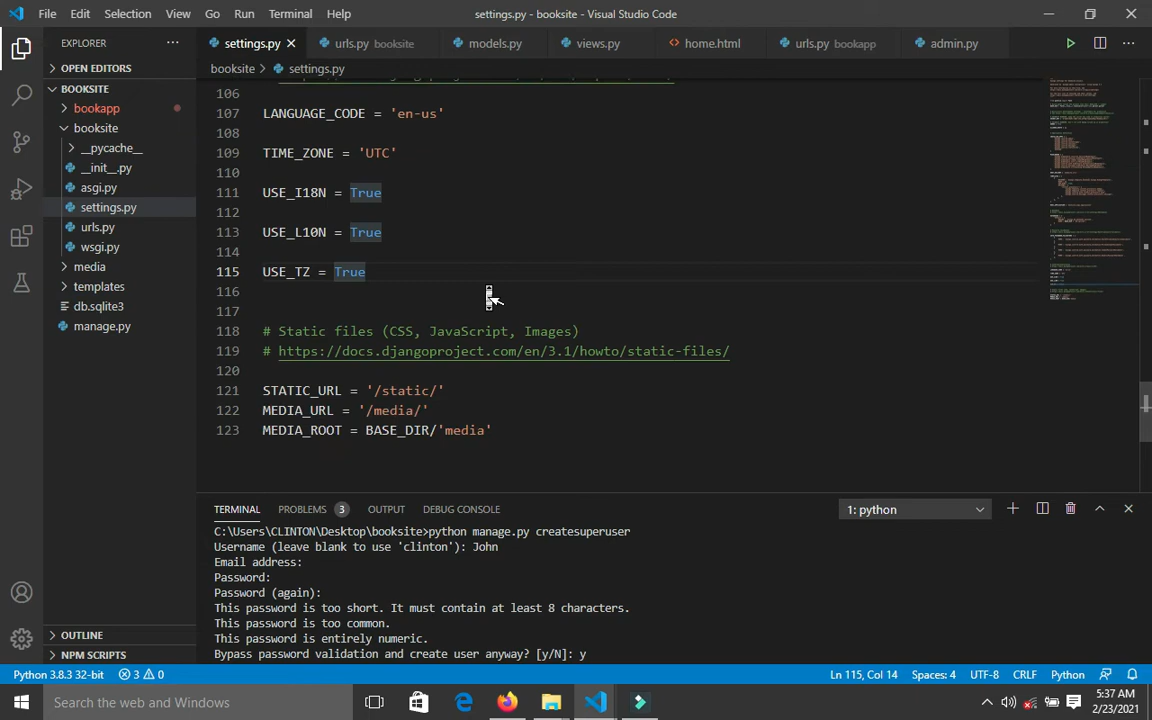 File Edit Selection View Go Run Terminal Help settings.py - booksite - Visual Studio Code
EXPLORER ... settings.py urls.py booksite models.py views.py home.html urls.py bookapp admin.py
OPEN EDITORS booksite > settings.py
BOOKSITE
bookapp
booksite
__pycache__
__init__.py
asgi.py
settings.py
urls.py
wsgi.py
media
templates
db.sqlite3
manage.py
106
107 LANGUAGE_CODE = 'en-us'
108
109 TIME_ZONE = 'UTC'
110
111 USE_I18N = True
112
113 USE_L10N = True
114
115 USE_TZ = True
116
117
118 # Static files (CSS, JavaScript, Images)
119 # https://docs.djangoproject.com/en/3.1/howto/static-files/
120
121 STATIC_URL = '/static/'
122 MEDIA_URL = '/media/'
123 MEDIA_ROOT = BASE_DIR/'media'
TERMINAL PROBLEMS 3 OUTPUT DEBUG CONSOLE 1: python
C:\Users\CLINTON\Desktop\booksite>python manage.py createsuperuser
Username (leave blank to use 'clinton'): John
Email address:
Password:
Password (again):
This password is too short. It must contain at least 8 characters.
This password is too common.
This password is entirely numeric.
Bypass password validation and create user anyway? [y/N]: y
OUTLINE
NPM SCRIPTS
Python 3.8.3 32-bit 3 0 Ln 115, Col 14 Spaces: 4 UTF-8 CRLF Python
Search the web and Windows
5:37 AM
2/23/2021